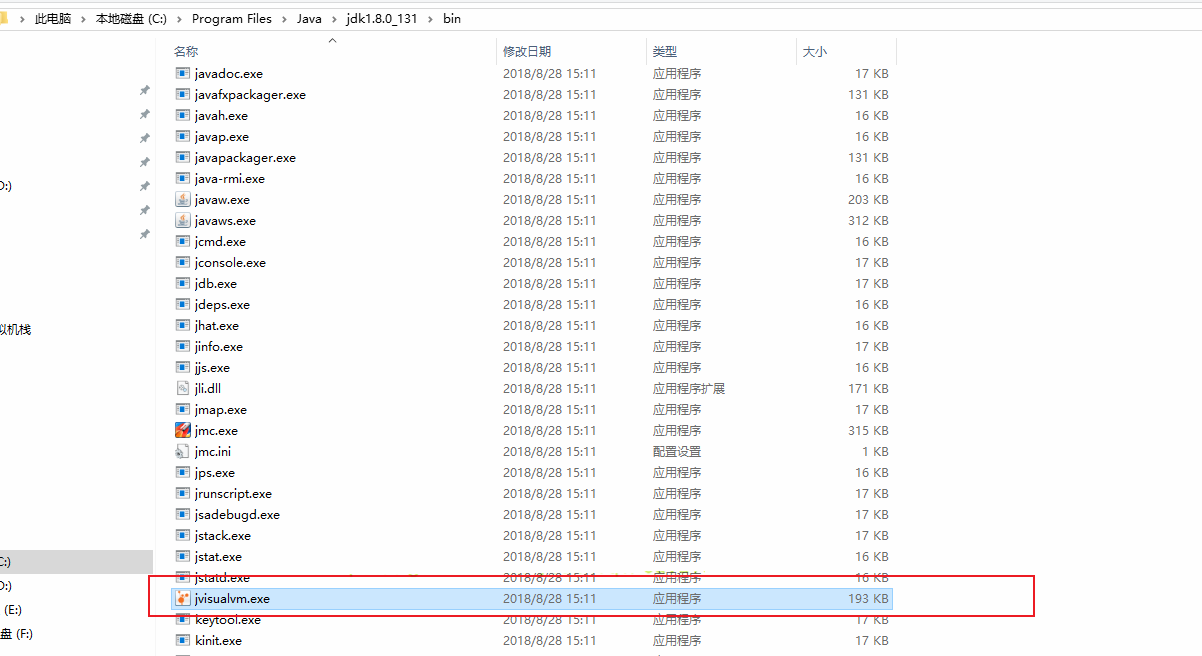 此电脑 > 本地磁盘 (C:) > Program Files > Java > jdk1.8.0_131 > bin
名称 修改日期 类型 大小
javadoc.exe 2018/8/28 15:11 应用程序 17 KB
javafxpackager.exe 2018/8/28 15:11 应用程序 131 KB
javah.exe 2018/8/28 15:11 应用程序 16 KB
javap.exe 2018/8/28 15:11 应用程序 16 KB
javapackager.exe 2018/8/28 15:11 应用程序 131 KB
java-rmi.exe 2018/8/28 15:11 应用程序 16 KB
D:)
javaw.exe 2018/8/28 15:11 应用程序 203 KB
javaws.exe 2018/8/28 15:11 应用程序 312 KB
jcmd.exe 2018/8/28 15:11 应用程序 16 KB
jconsole.exe 2018/8/28 15:11 应用程序 17 KB
jdb.exe 2018/8/28 15:11 应用程序 17 KB
jdeps.exe 2018/8/28 15:11 应用程序 16 KB
jhat.exe 2018/8/28 15:11 应用程序 16 KB
拟机栈
jinfo.exe 2018/8/28 15:11 应用程序 17 KB
jjs.exe 2018/8/28 15:11 应用程序 16 KB
jli.dll 2018/8/28 15:11 应用程序扩展 171 KB
jmap.exe 2018/8/28 15:11 应用程序 17 KB
jmc.exe 2018/8/28 15:11 应用程序 315 KB
jmc.ini 2018/8/28 15:11 配置设置 1 KB
jps.exe 2018/8/28 15:11 应用程序 16 KB
jrunscript.exe 2018/8/28 15:11 应用程序 17 KB
jsadebugd.exe 2018/8/28 15:11 应用程序 17 KB
jstack.exe 2018/8/28 15:11 应用程序 17 KB
jstat.exe 2018/8/28 15:11 应用程序 16 KB
C:)
jstatd.exe 2018/8/28 15:11 应用程序 16 KB
D:)
jvisualvm.exe 2018/8/28 15:11 应用程序 193 KB
(E:)
keytool.exe 2018/8/28 15:11 应用程序 17 KB
盘 (F:)
kinit.exe 2018/8/28 15:11 应用程序 17 KB